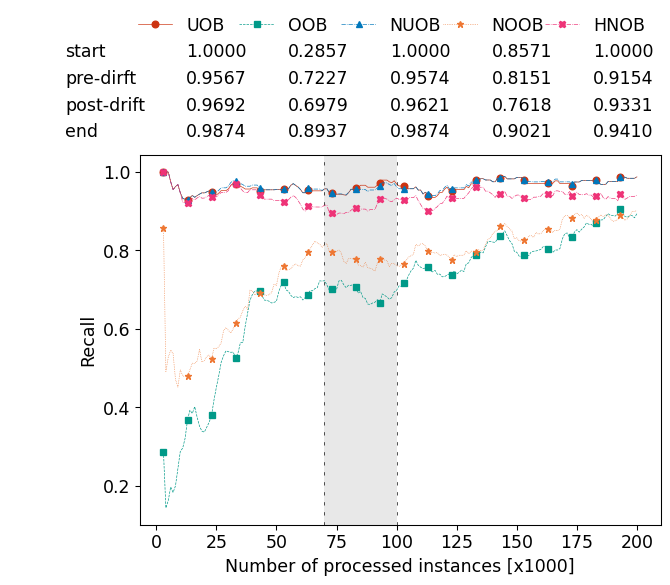 UOB OOB NUOB NOOB HNOB
start 1.0000 0.2857 1.0000 0.8571 1.0000
pre-dirft 0.9567 0.7227 0.9574 0.8151 0.9154
post-drift 0.9692 0.6979 0.9621 0.7618 0.9331
end 0.9874 0.8937 0.9874 0.9021 0.9410
1.0
0.8
0.6
0.4
0.2
Recall
0 25 50 75 100 125 150 175 200
Number of processed instances [x1000]